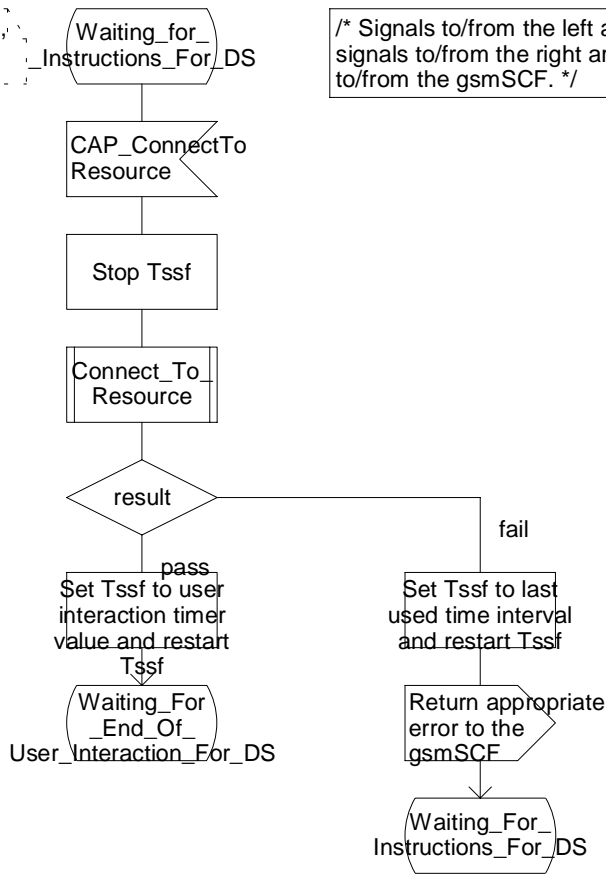 Waiting_for_
_Instructions_For_DS
/* Signals to/from the left a
signals to/from the right ar
to/from the gsmSCF. */
CAP_ConnectTo
Resource
Stop Tssf
Connect_To_
Resource
result
fail
pass
Set Tssf to user
interaction timer
value and restart
Tssf
Set Tssf to last
used time interval
and restart Tssf
Waiting_For
_End_Of_
User_Interaction_For_DS
Return appropriate
error to the
gsmSCF
Waiting_For_
Instructions_For_DS